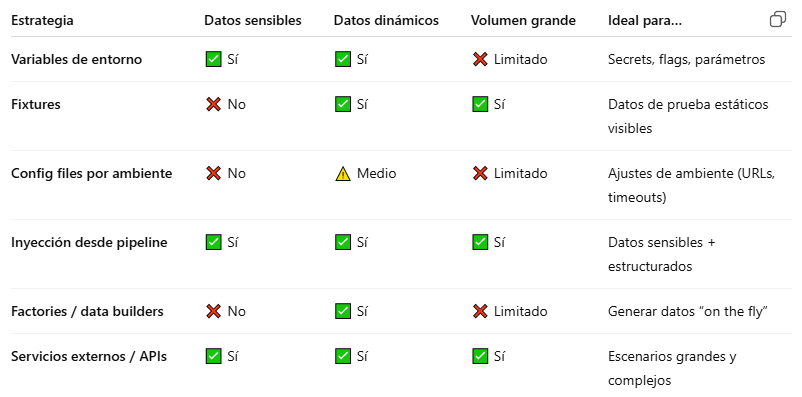 Estrategia Datos sensibles Datos dinámicos Volumen grande Ideal para...
Variables de entorno ✅ Sí ✅ Sí ❌ Limitado Secrets, flags, parámetros
Fixtures ❌ No ✅ Sí ✅ Sí Datos de prueba estáticos
visibles
Config files por ambiente ❌ No ⚠️ Medio ❌ Limitado Ajustes de ambiente (URLs,
timeouts)
Inyección desde pipeline ✅ Sí ✅ Sí ✅ Sí Datos sensibles +
estructurados
Factories / data builders ❌ No ✅ Sí ❌ Limitado Generar datos “on the fly”
Servicios externos / APIs ✅ Sí ✅ Sí ✅ Sí Escenarios grandes y
complejos